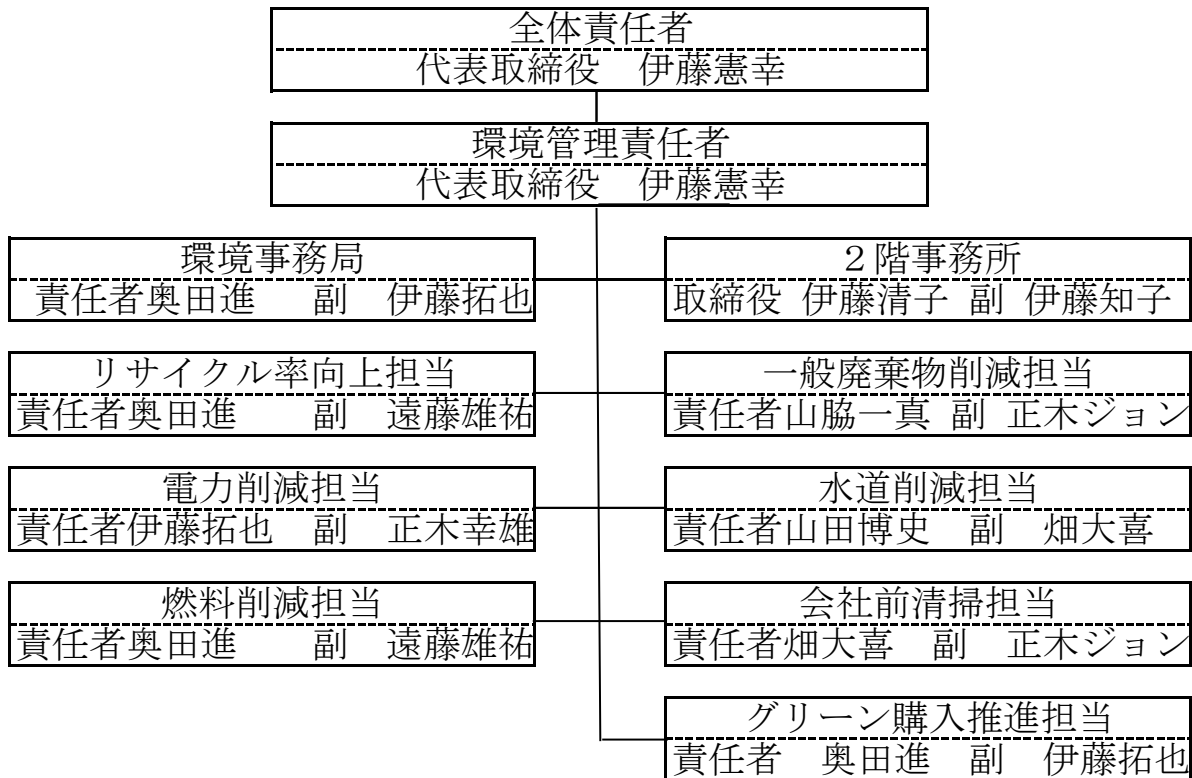 全体責任者
代表取締役　伊藤憲幸
環境管理責任者
代表取締役　伊藤憲幸
環境事務局
責任者奥田進　　副　伊藤拓也
２階事務所
取締役 伊藤清子 副 伊藤知子
リサイクル率向上担当
責任者奥田進　　副　遠藤雄祐
一般廃棄物削減担当
責任者山脇一真 副 正木ジョン
電力削減担当
責任者伊藤拓也　副　正木幸雄
水道削減担当
責任者山田博史　副　畑大喜
燃料削減担当
責任者奥田進　　副　遠藤雄祐
会社前清掃担当
責任者畑大喜　副　正木ジョン
グリーン購入推進担当
責任者　奥田進　副　伊藤拓也